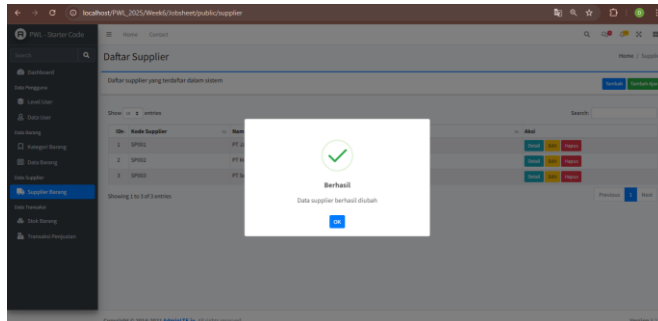 localhost/PWL_2025/Week6/Jobsheet/public/supplier
PWL - Starter Code
Home Contact
Search
Daftar Supplier
Home /
Dashboard
Data Pengguna
Level User
Data User
Data Barang
Kategori Barang
Data Barang
Data Supplier
Supplier Barang
Data Transaksi
Stok Barang
Transaksi Penjualan
Daftar supplier yang terdaftar dalam sistem
Tambah Tambah
Show 10 entries
Search:
Kode Supplier Aksi
1 SP001 PT Detail Edit Hapus
2 SP002 PT Detail Edit Hapus
3 SP003 PT Detail Edit Hapus
Showing 1 to 3 of 3 entries
Previous 1 Next
Berhasil
Data supplier berhasil diubah
OK